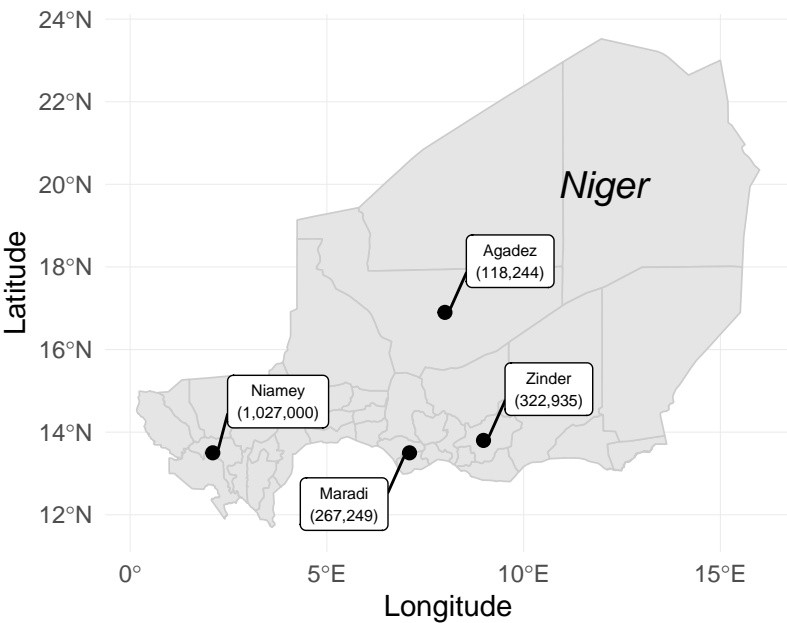 24°N
22°N
20°N
18°N
16°N
14°N
12°N
Latitude
Niger
Agadez
(118,244)
Zinder
(322,935)
Niamey
(1,027,000)
Maradi
(267,249)
0°
5°E
10°E
15°E
Longitude